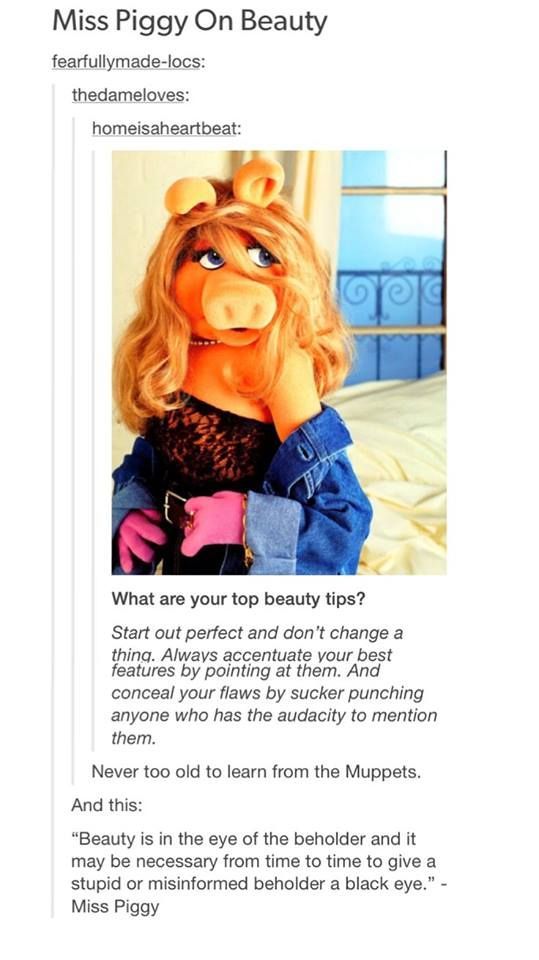 Miss Piggy On Beauty
fearfullymade-locs:
thedameloves:
homeisaheartbeat:
What are your top beauty tips?
Start out perfect and don’t change a
thing. Always accentuate your best
features by pointing at them. And
conceal your flaws by sucker punching
anyone who has the audacity to mention
them.
Never too old to learn from the Muppets.
And this:
“Beauty is in the eye of the beholder and it
may be necessary from time to time to give a
stupid or misinformed beholder a black eye.” -
Miss Piggy